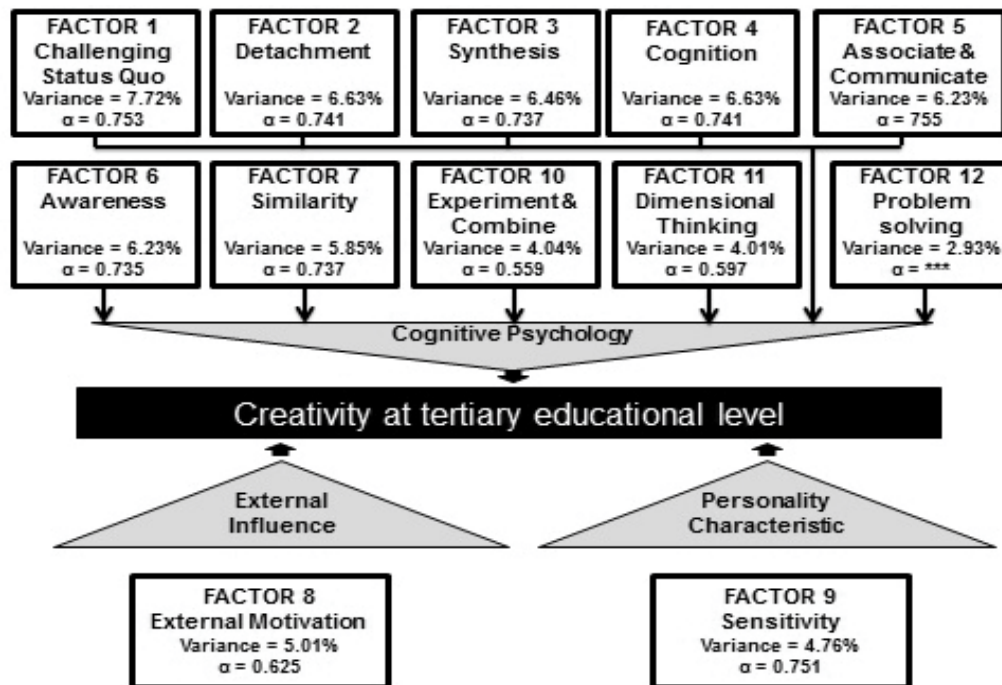 FACTOR 1
Challenging
Status Quo
Variance = 7.72%
α = 0.753
FACTOR 2
Detachment
Variance = 6.63%
α = 0.741
FACTOR 3
Synthesis
Variance = 6.46%
α = 0.737
FACTOR 4
Cognition
Variance = 6.63%
α = 0.741
FACTOR 5
Associate &
Communicate
Variance = 6.23%
α = 755
FACTOR 6
Awareness
Variance = 6.23%
α = 0.735
FACTOR 7
Similarity
Variance = 5.85%
α = 0.737
FACTOR 10
Experiment &
Combine
Variance = 4.04%
α = 0.559
FACTOR 11
Dimensional
Thinking
Variance = 4.01%
α = 0.597
FACTOR 12
Problem
solving
Variance = 2.93%
α = ***
Cognitive Psychology
Creativity at tertiary educational level
External
Influence
Personality
Characteristic
FACTOR 8
External Motivation
Variance = 5.01%
α = 0.625
FACTOR 9
Sensitivity
Variance = 4.76%
α = 0.751